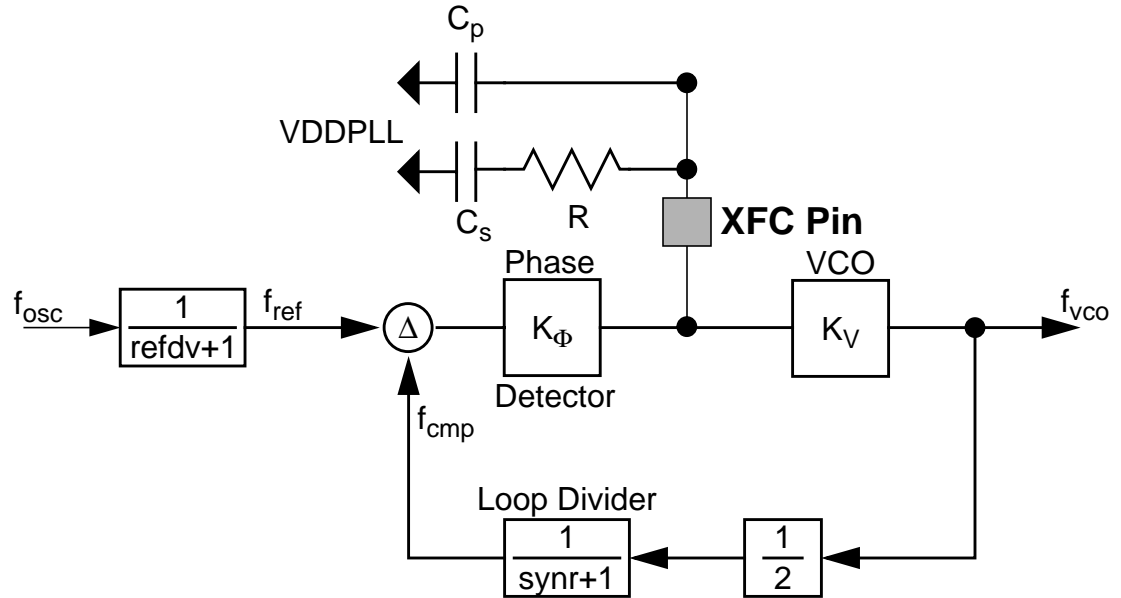 Cp
VDDPLL
Cs
R
XFC Pin
Phase
VCO
fosc
1
refdv+1
fref
Δ
KΦ
KV
fvco
Detector
fcmp
Loop Divider
1
synr+1
1
2